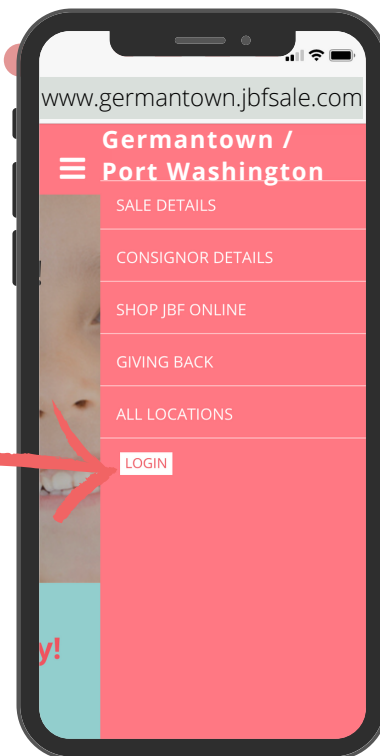 www.germantown.jbfsale.com
Germantown /
Port Washington
SALE DETAILS
CONSIGNOR DETAILS
SHOP JBF ONLINE
GIVING BACK
ALL LOCATIONS
LOGIN
y!